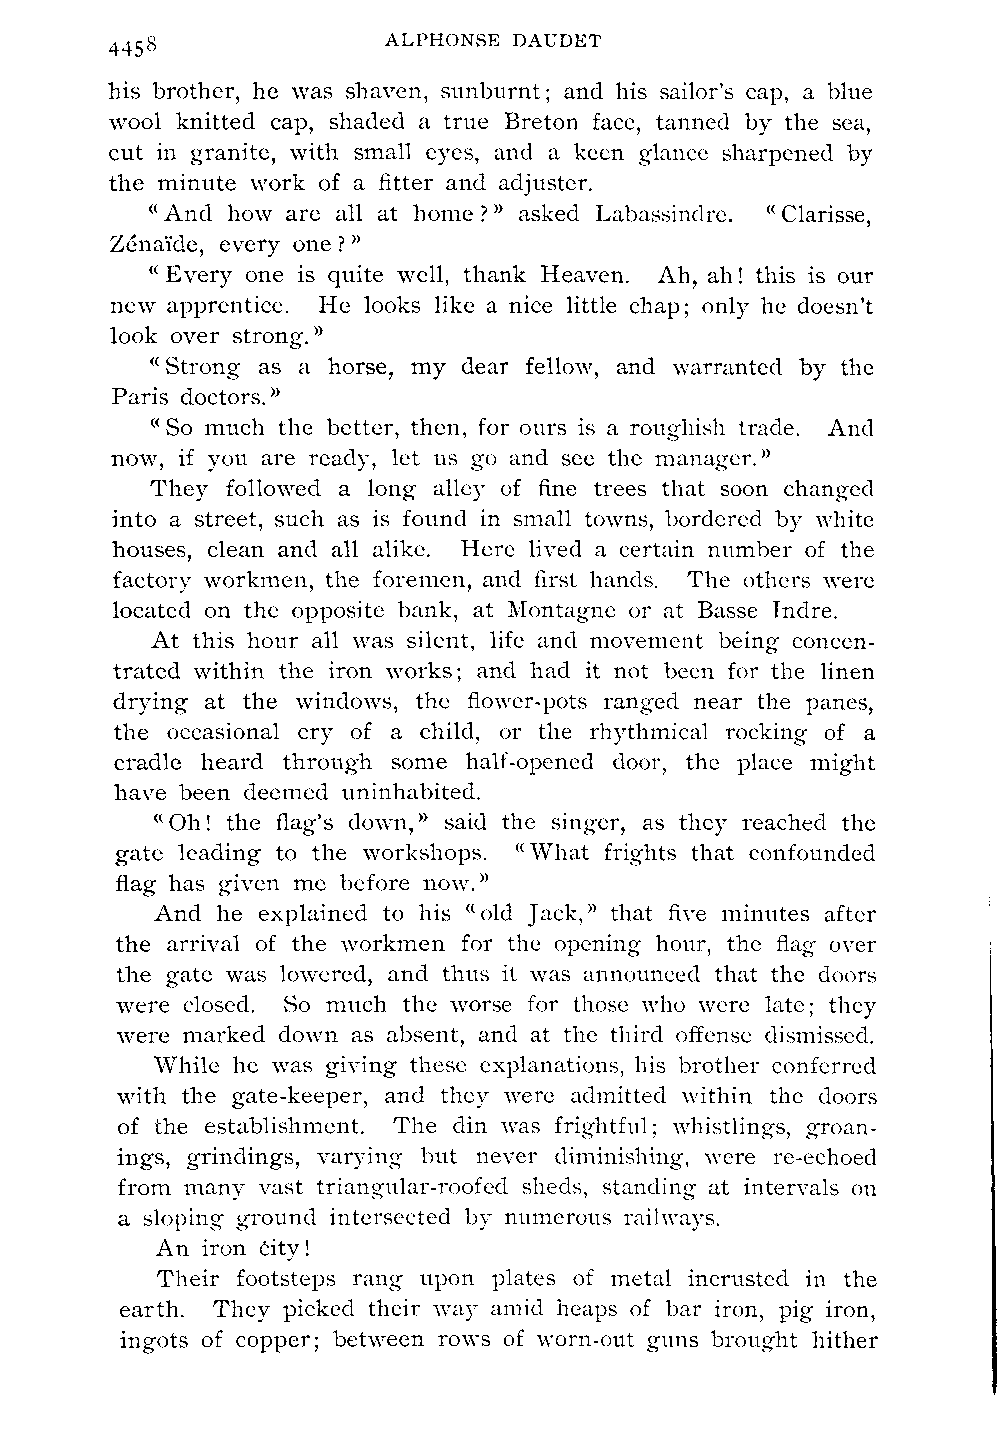 4458 ALPHONSE DAUDET
his brother, he was shaven, sunburnt; and his sailor's cap, a blue
wool knitted cap, shaded a true Breton face, tanned by the sea,
cut in granite, with small eyes, and a keen glance sharpened by
the minute work of a fitter and adjuster.
«And how are all at home?» asked Labassindre. «Clarisse,
Zénaïde, every one?»
«Every one is quite well, thank Heaven. Ah, ah! this is our
new apprentice. He looks like a nice little chap; only he doesn't
look over strong.»
«Strong as a horse, my dear fellow, and warranted by the
Paris doctors.»
«So much the better, then, for ours is a roughish trade. And
now, if you are ready, let us go and see the manager.»
They followed a long alley of fine trees that soon changed
into a street, such as is found in small towns, bordered by white
houses, clean and all alike. Here lived a certain number of the
factory workmen, the foremen, and first hands. The others were
located on the opposite bank, at Montagne or at Basse Indre.
At this hour all was silent, life and movement being concen-
trated within the iron works; and had it not been for the linen
drying at the windows, the flower-pots ranged near the panes,
the occasional cry of a child, or the rhythmical rocking of a
cradle heard through some half-opened door, the place might
have been deemed uninhabited.
«Oh! the flag's down,» said the singer, as they reached the
gate leading to the workshops. «What frights that confounded
flag has given me before now.»
And he explained to his «old Jack,» that five minutes after
the arrival of the workmen for the opening hour, the flag over
the gate was lowered, and thus it was announced that the doors
were closed. So much the worse for those who were late; they
were marked down as absent, and at the third offense dismissed.
While he was giving these explanations, his brother conferred
with the gate-keeper, and they were admitted within the doors
of the establishment. The din was frightful; whistlings, groan-
ings, grindings, varying but never diminishing, were re-echoed
from many vast triangular-roofed sheds, standing at intervals on
a sloping ground intersected by numerous railways.
An iron city!
Their footsteps rang upon plates of metal incrusted in the
earth. They picked their way amid heaps of bar iron, pig iron,
ingots of copper; between rows of worn-out guns brought hither